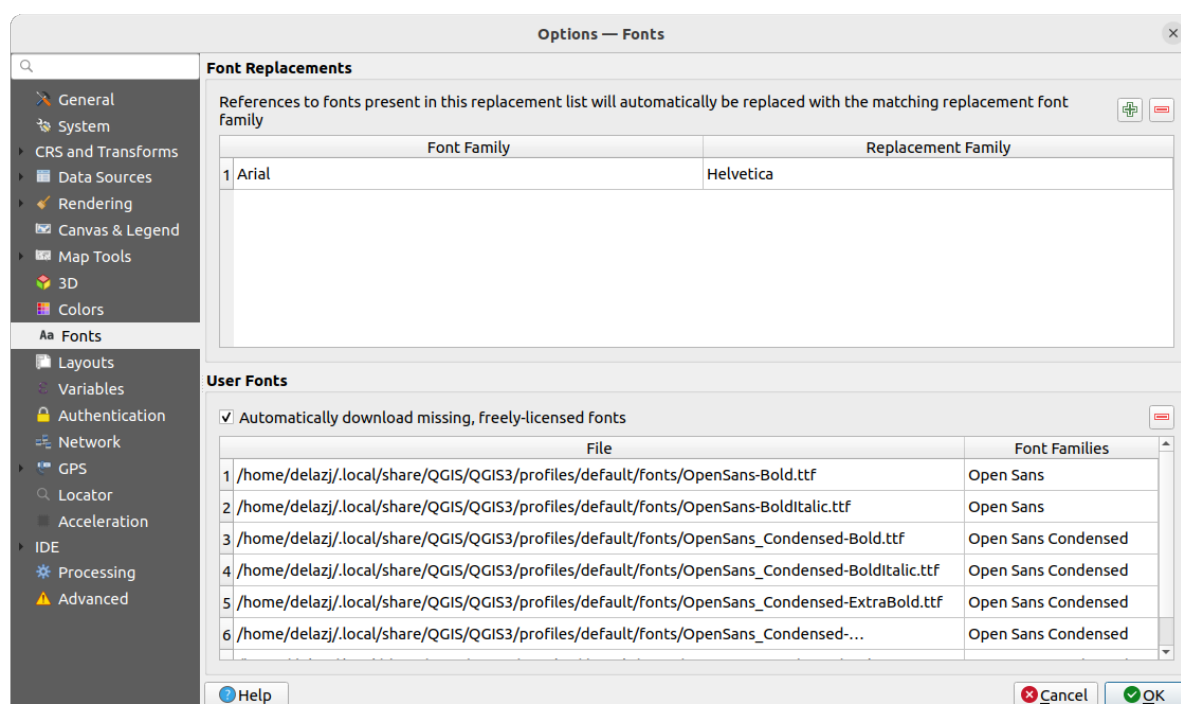 Options — Fonts
General
System
CRS and Transforms
Data Sources
Rendering
Canvas & Legend
Map Tools
3D
Colors
Aa Fonts
Layouts
Variables
Authentication
Network
GPS
Locator
Acceleration
IDE
Processing
Advanced
Font Replacements
References to fonts present in this replacement list will automatically be replaced with the matching replacement font
family
Font Family Replacement Family
1 Arial Helvetica
User Fonts
Automatically download missing, freely-licensed fonts
File Font Families
1 /home/delazj/.local/share/QGIS/QGIS3/profiles/default/fonts/OpenSans-Bold.ttf Open Sans
2 /home/delazj/.local/share/QGIS/QGIS3/profiles/default/fonts/OpenSans-BoldItalic.ttf Open Sans
3 /home/delazj/.local/share/QGIS/QGIS3/profiles/default/fonts/OpenSans_Condensed-Bold.ttf Open Sans Condensed
4 /home/delazj/.local/share/QGIS/QGIS3/profiles/default/fonts/OpenSans_Condensed-BoldItalic.ttf Open Sans Condensed
5 /home/delazj/.local/share/QGIS/QGIS3/profiles/default/fonts/OpenSans_Condensed-ExtraBold.ttf Open Sans Condensed
6 /home/delazj/.local/share/QGIS/QGIS3/profiles/default/fonts/OpenSans_Condensed-... Open Sans Condensed
Help Cancel OK